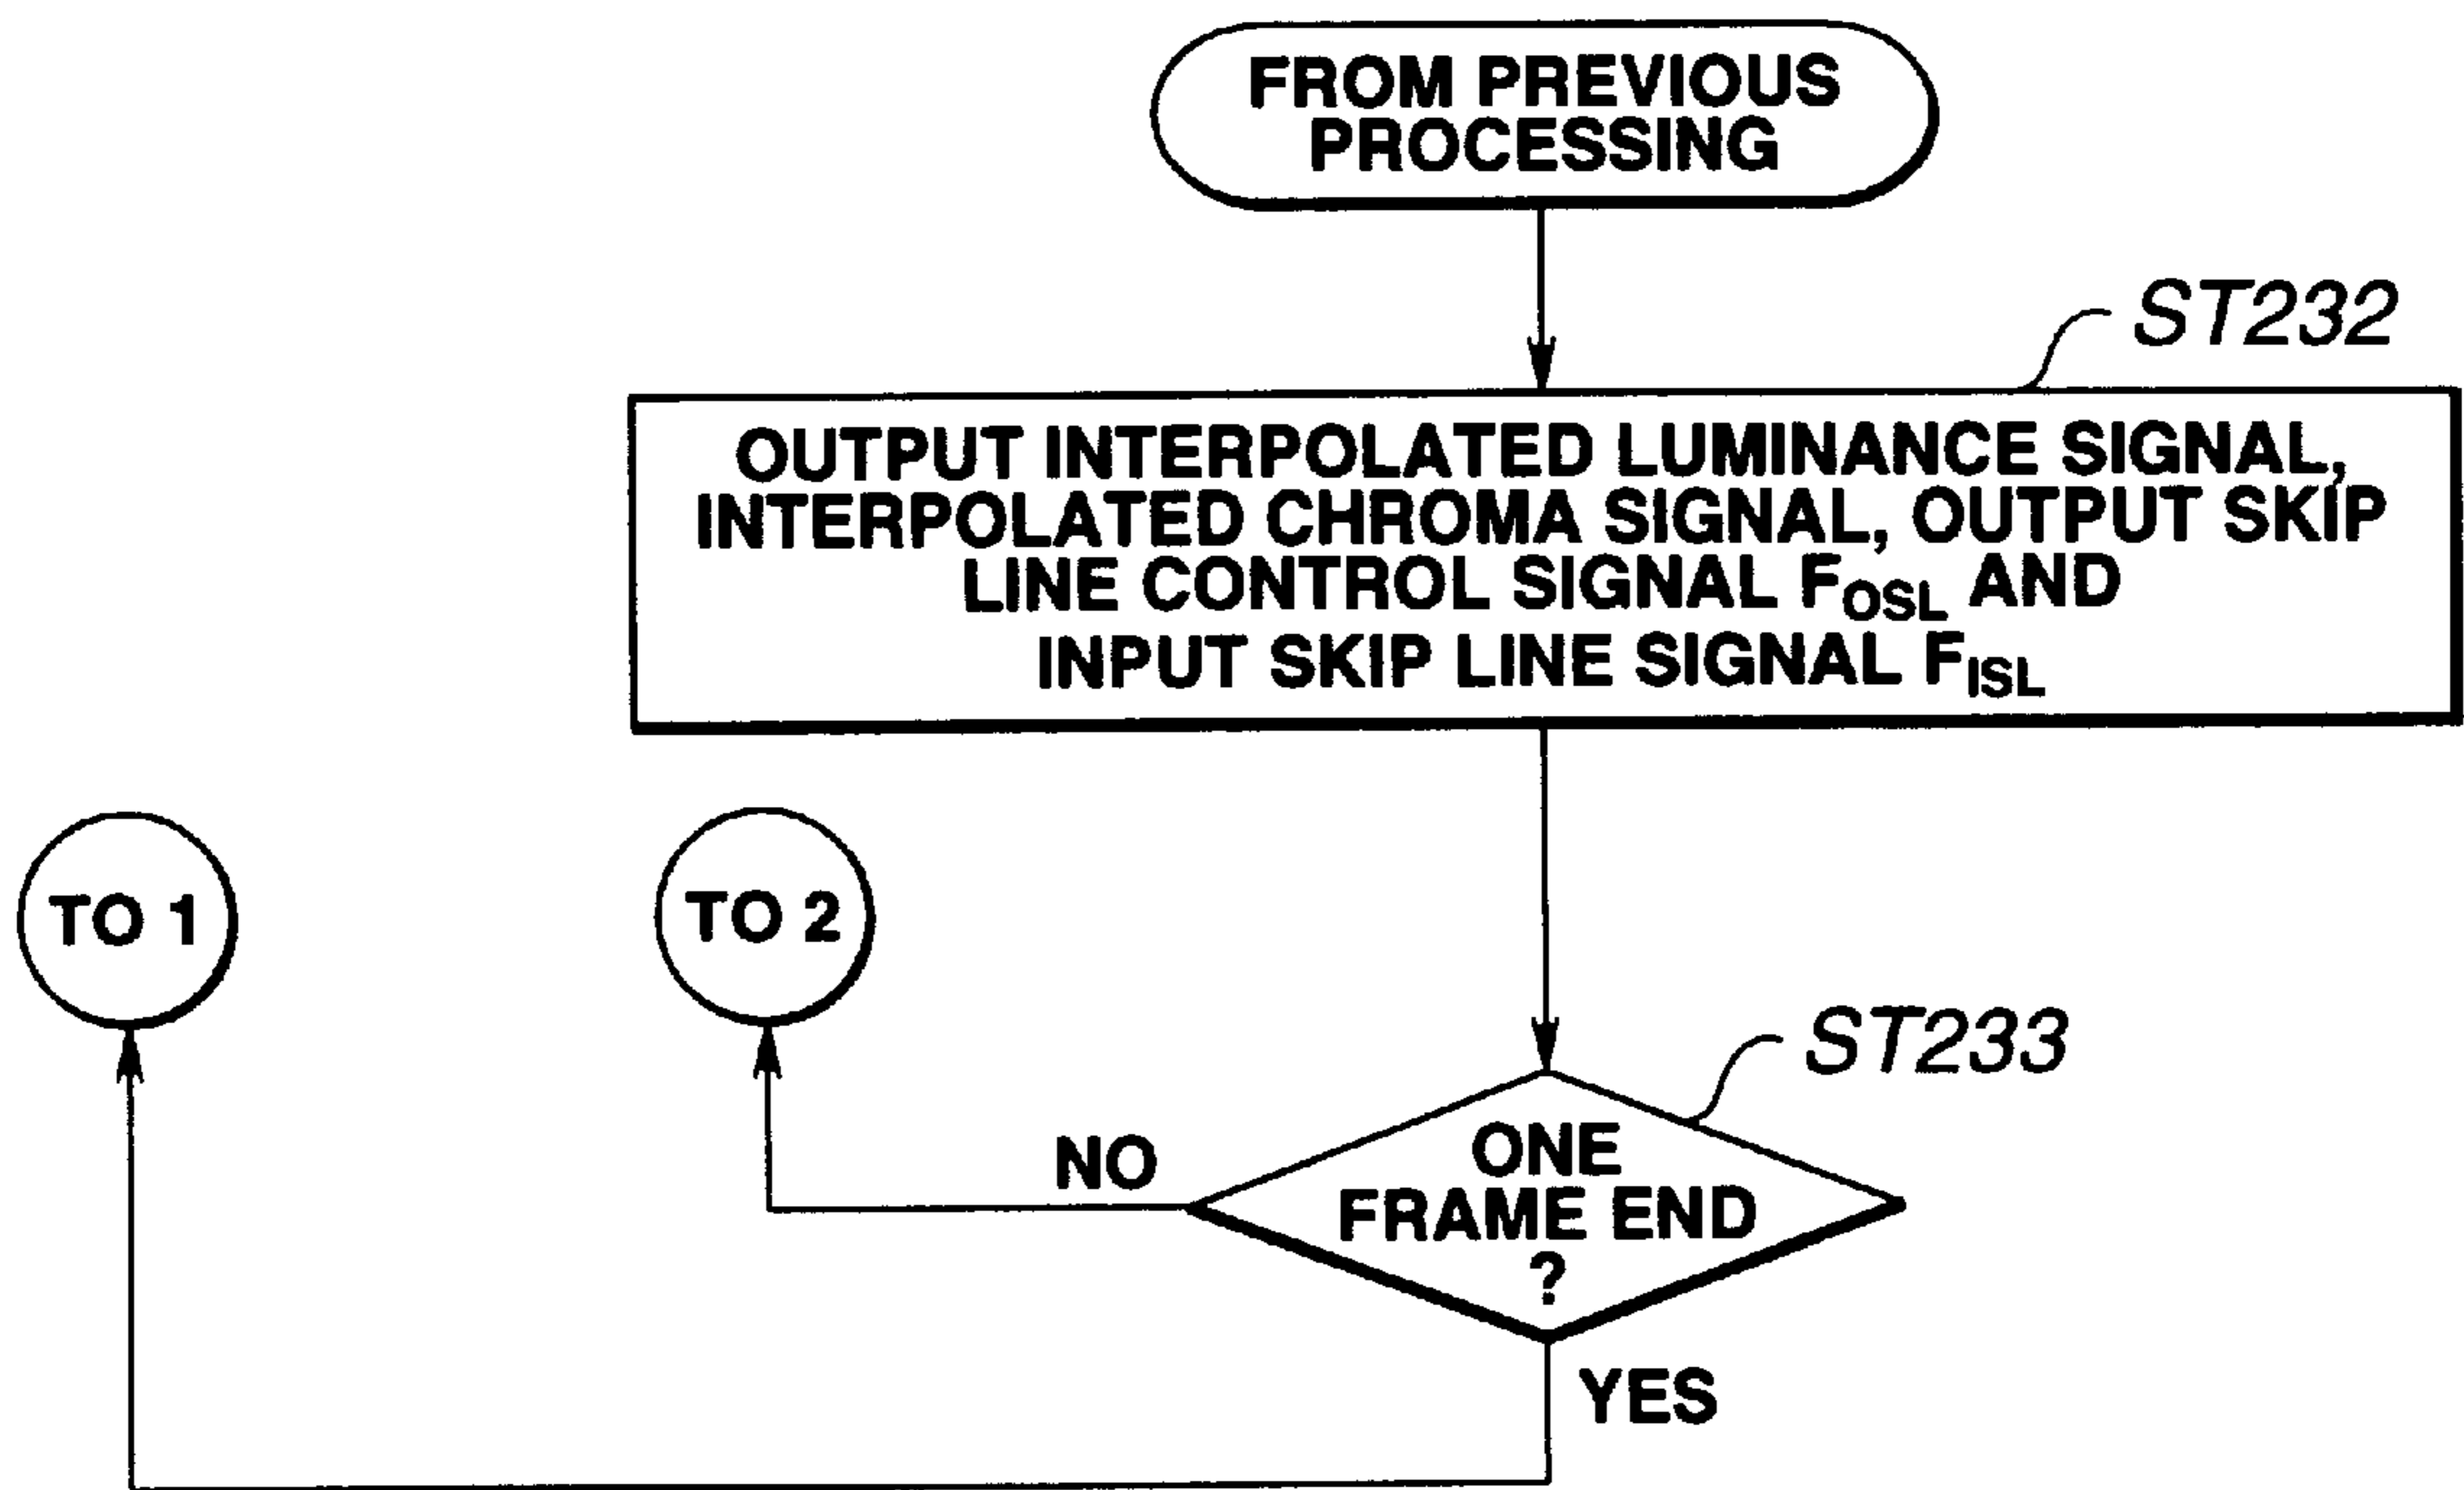 FROM PREVIOUS
PROCESSING
ST232
OUTPUT INTERPOLATED LUMINANCE SIGNAL,
INTERPOLATED CHROMA SIGNAL, OUTPUT SKIP
LINE CONTROL SIGNAL FOSL AND
INPUT SKIP LINE SIGNAL FISL
TO 1
TO 2
ST233
NO
ONE
FRAME END
?
YES